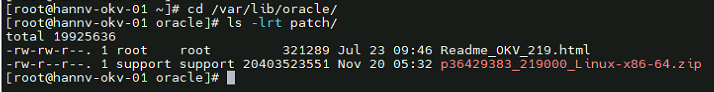 [root@hannv-okv-01 ~]# cd /var/lib/oracle/
[root@hannv-okv-01 oracle]# ls -lrt patch/
total 19925636
-rw-rw-r--. 1 root    root         321289 Jul 23 09:46 Readme_OKV_219.html
-rw-r--r--. 1 support support 20403523551 Nov 20 05:32 p36429383_219000_Linux-x86-64.zip
[root@hannv-okv-01 oracle]#